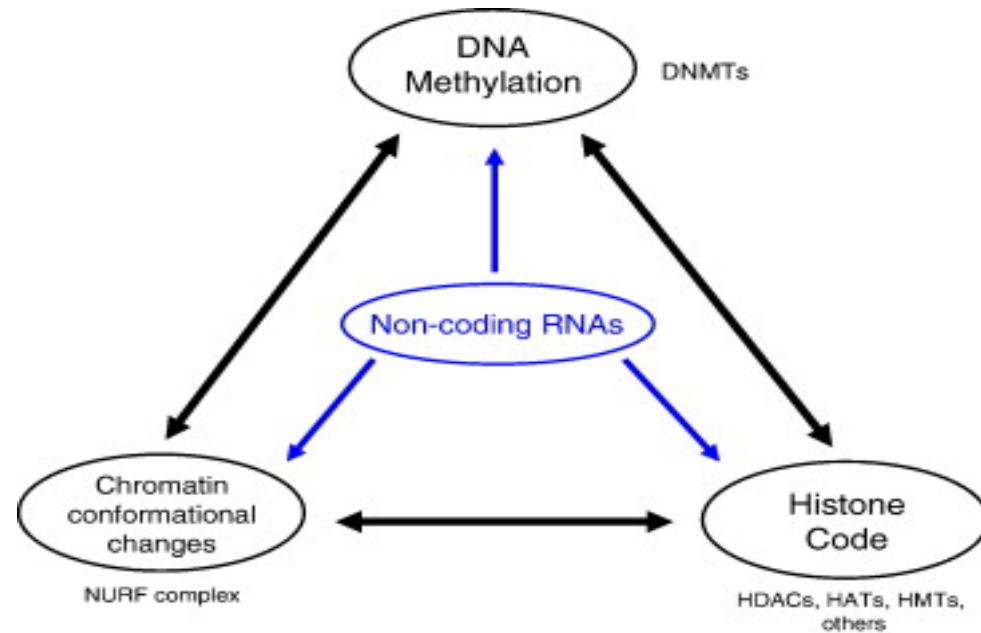 DNA
Methylation
DNMTs
Non-coding RNAs
Chromatin
conformational
changes
NURF complex
Histone
Code
HDACs, HATs, HMTs,
others